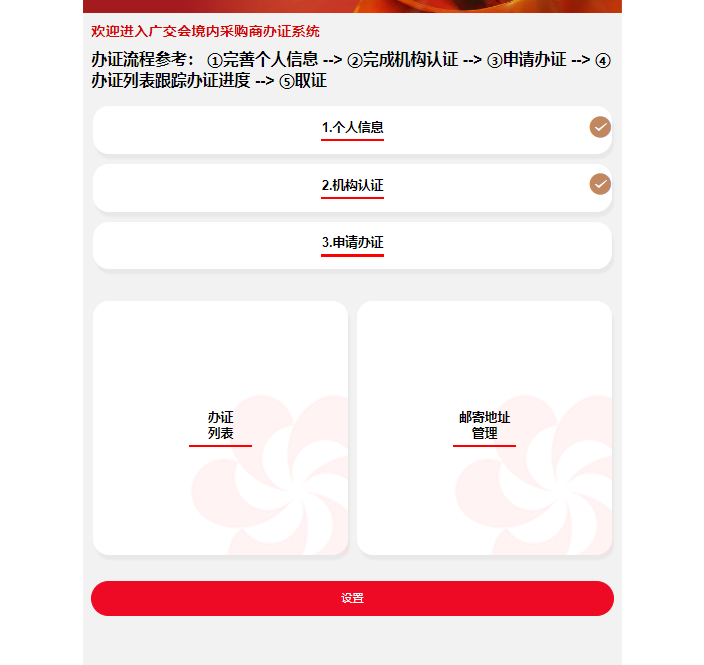 欢迎进入广交会境内采购商办证系统
办证流程参考： ①完善个人信息 --> ②完成机构认证 --> ③申请办证 --> ④
办证列表跟踪办证进度 --> ⑤取证
1.个人信息
2.机构认证
3.申请办证
办证
列表
邮寄地址
管理
设置